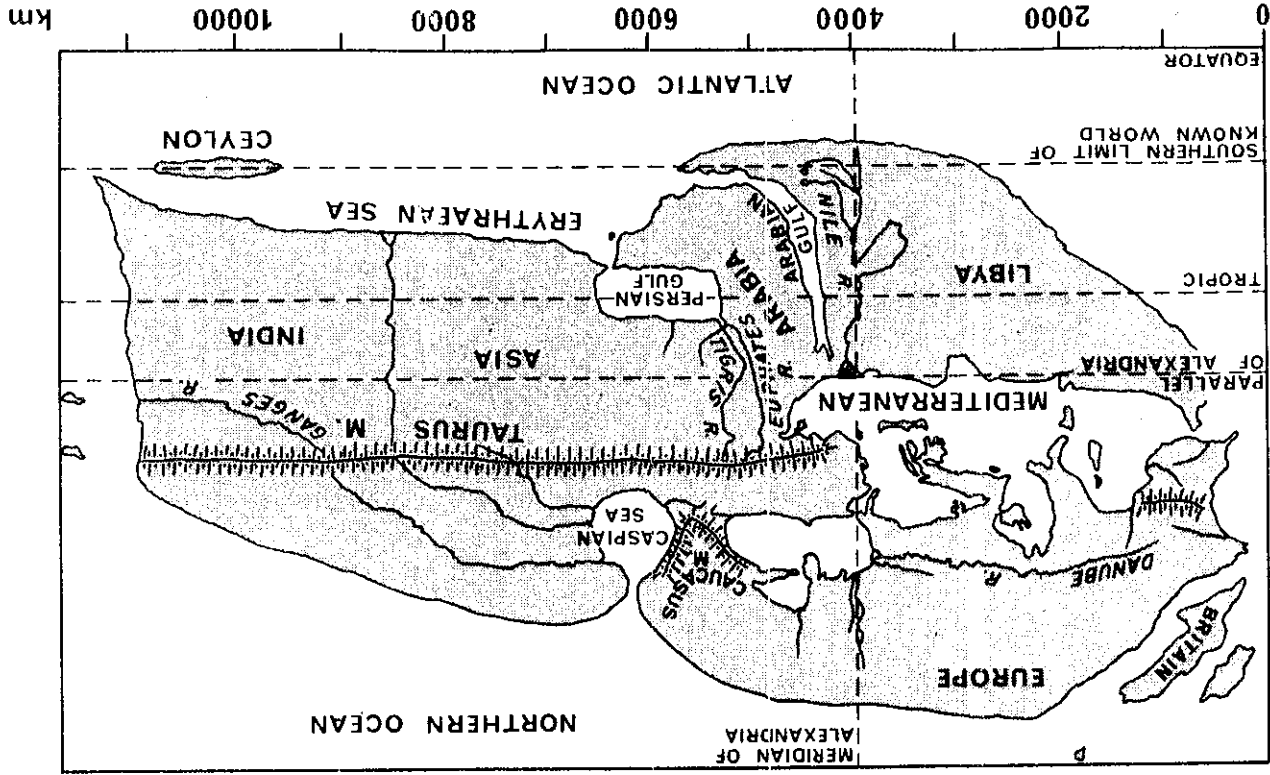 MERIDIAN OF
ALEXANDRIA
NORTHERN OCEAN
BRITAIN
EUROPE
DANUBE
R.
CAUCASUS
M.
CASPIAN
SEA
TAURUS
M.
GANGES
R.
MEDITERRANEAN
PARALLEL
OF ALEXANDRIA
EUPHRATES
R.
TIGRIS
R.
ASIA
INDIA
TROPIC
LIBYA
NILE
R.
ARABIAN
GULF
ARABIA
PERSIAN
GULF
ERYTHRAEAN SEA
SOUTHERN LIMIT OF
KNOWN WORLD
CEYLON
ATLANTIC OCEAN
EQUATOR
0 2000 4000 6000 8000 10000 km